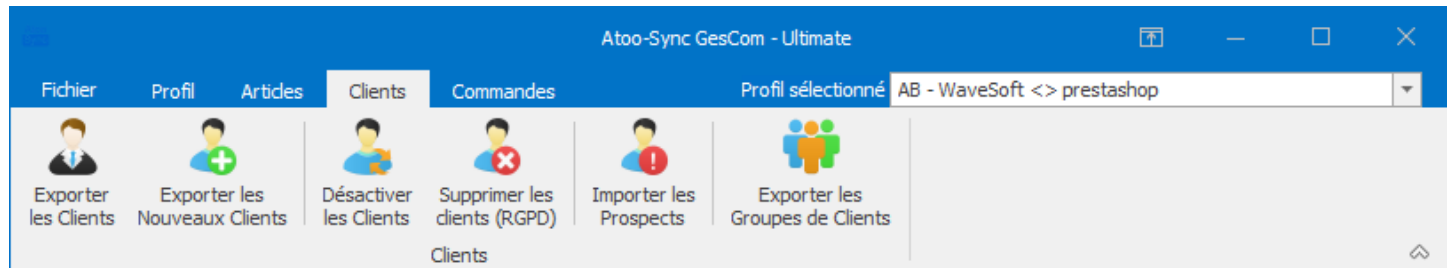 Atoo-Sync GesCom - Ultimate
Fichier Profil Articles Clients Commandes Profil sélectionné AB - WaveSoft <> prestashop
Exporter
les Clients
Exporter les
Nouveaux Clients
Désactiver
les Clients
Supprimer les
clients (RGPD)
Importer les
Prospects
Exporter les
Groupes de Clients
Clients